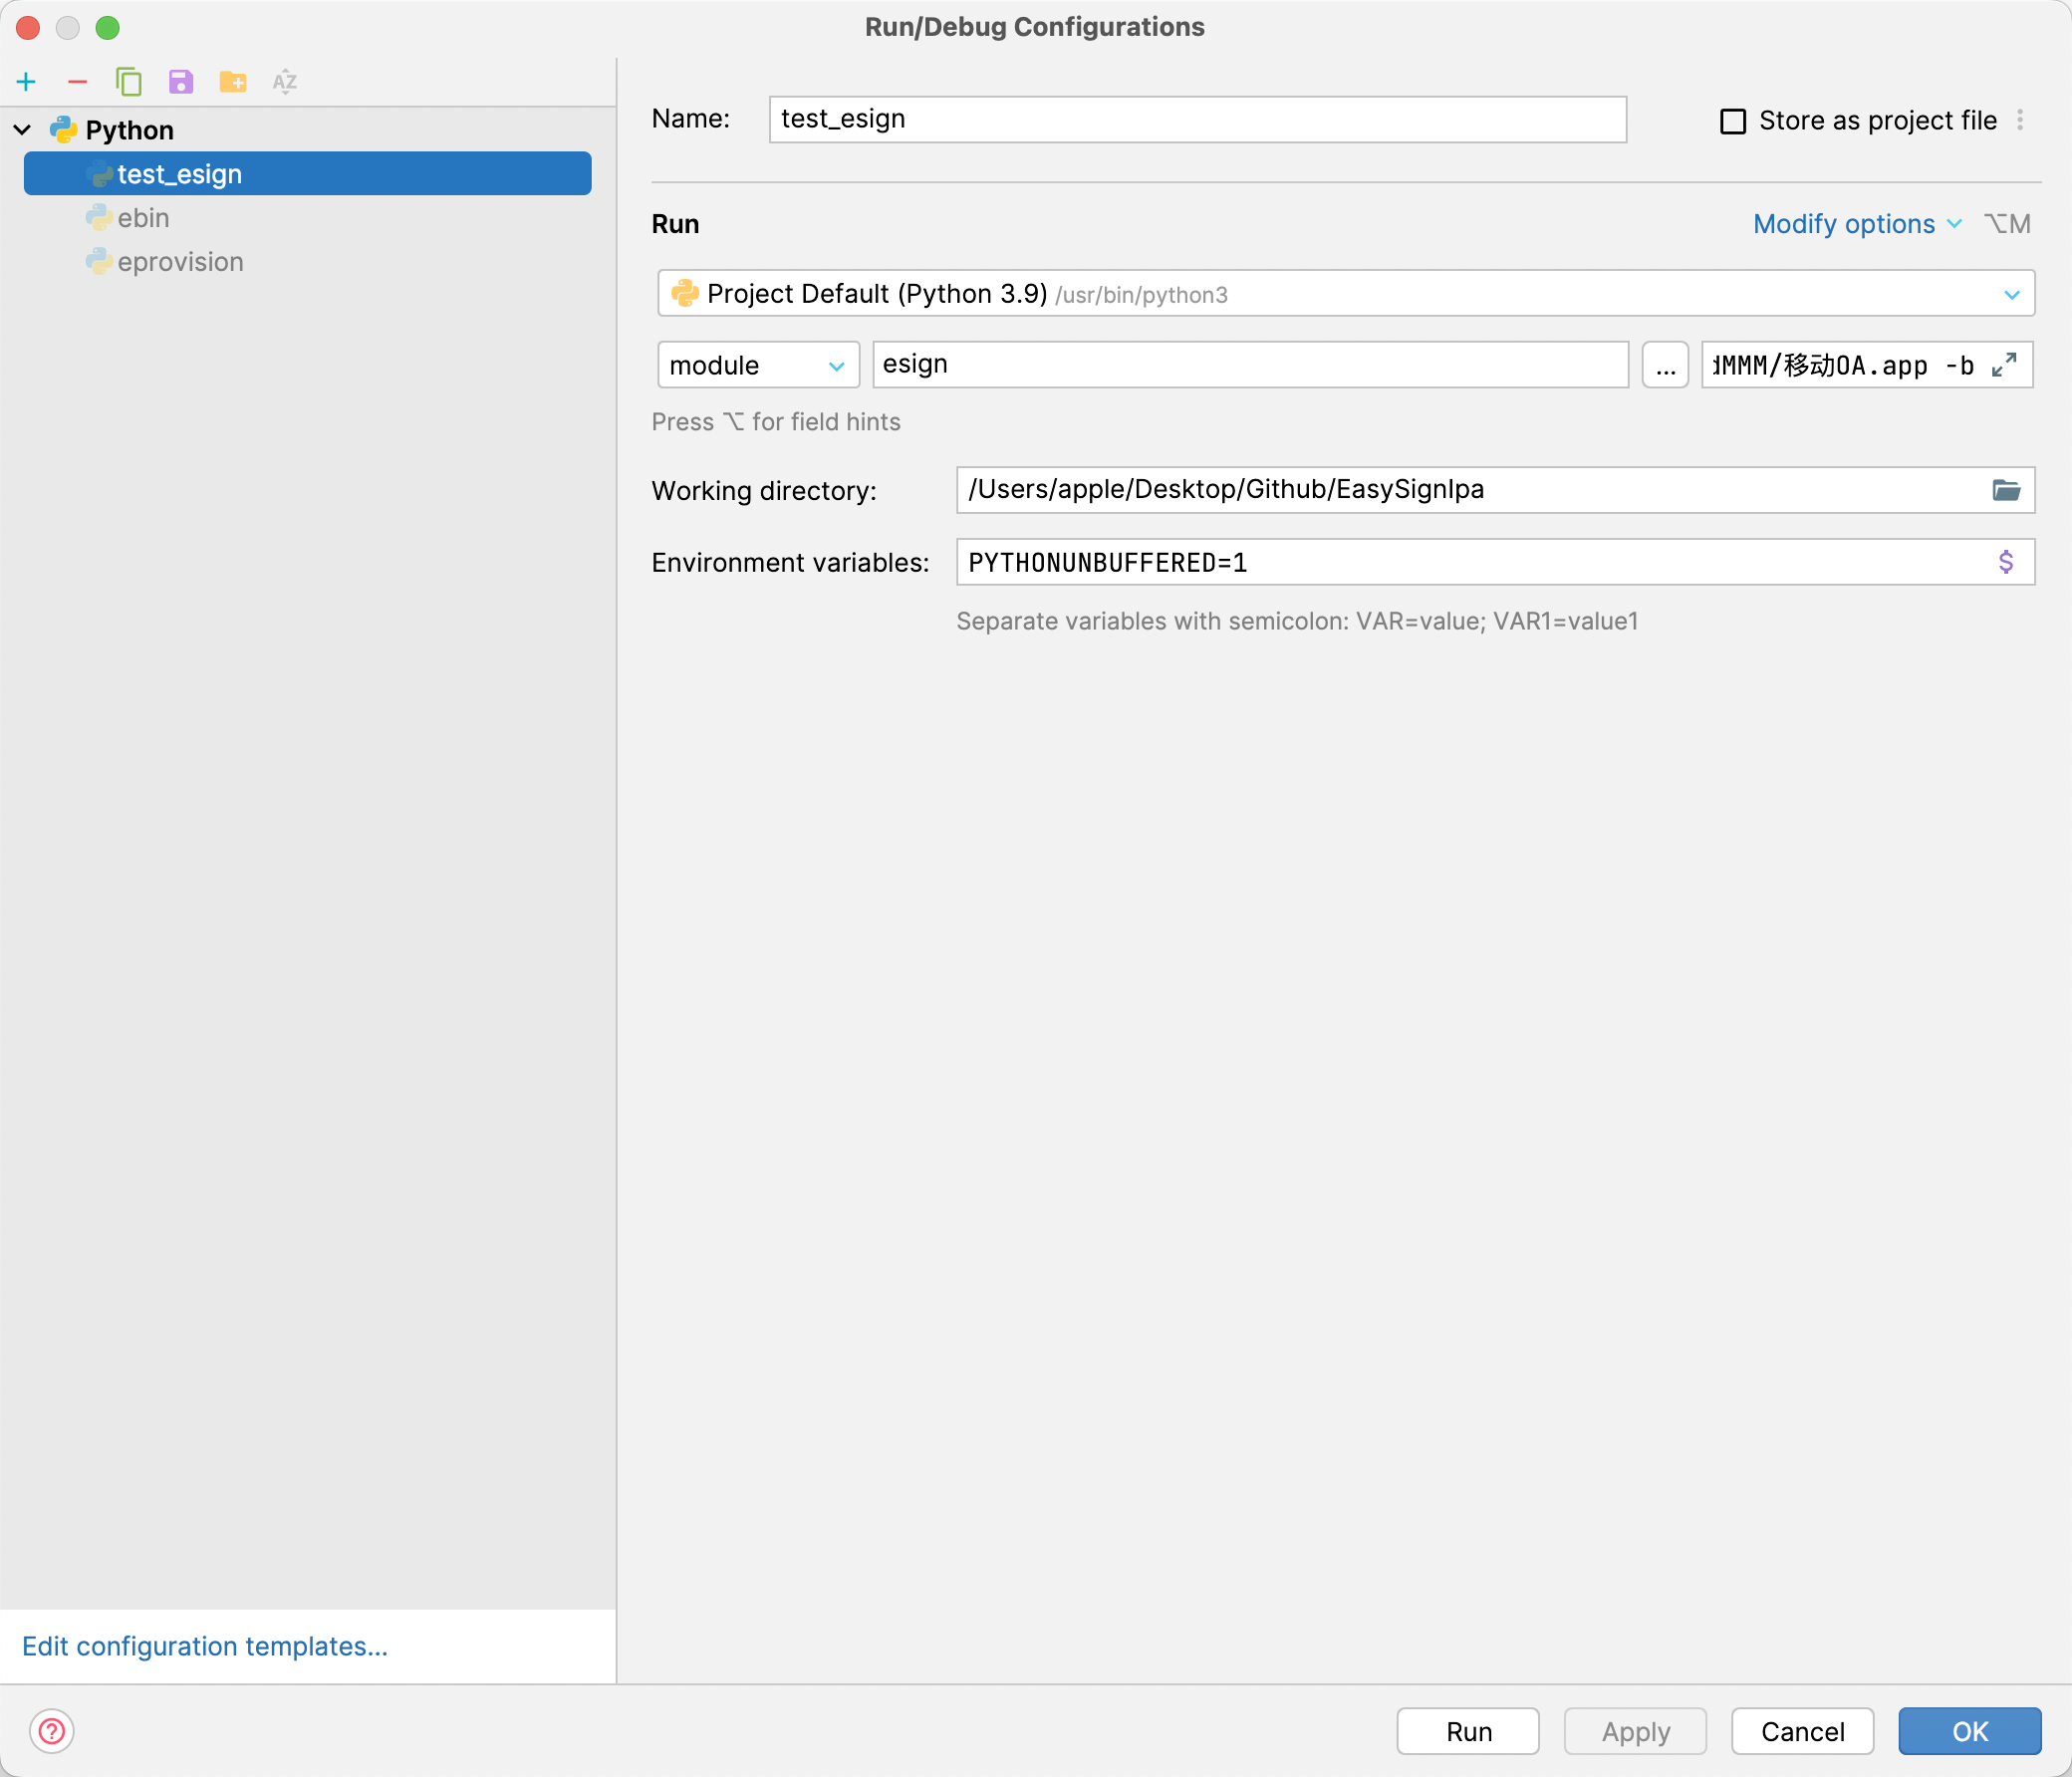 Run/Debug Configurations
Python
test_esign
ebin
eprovision
Edit configuration templates...
Name: test_esign Store as project file
Run Modify options ⌥M
Project Default (Python 3.9) /usr/bin/python3
module esign ... MMM/移动OA.app -b
Press ⌥ for field hints
Working directory: /Users/apple/Desktop/Github/EasySignIpa
Environment variables: PYTHONUNBUFFERED=1 $
Separate variables with semicolon: VAR=value; VAR1=value1
? Run Apply Cancel OK